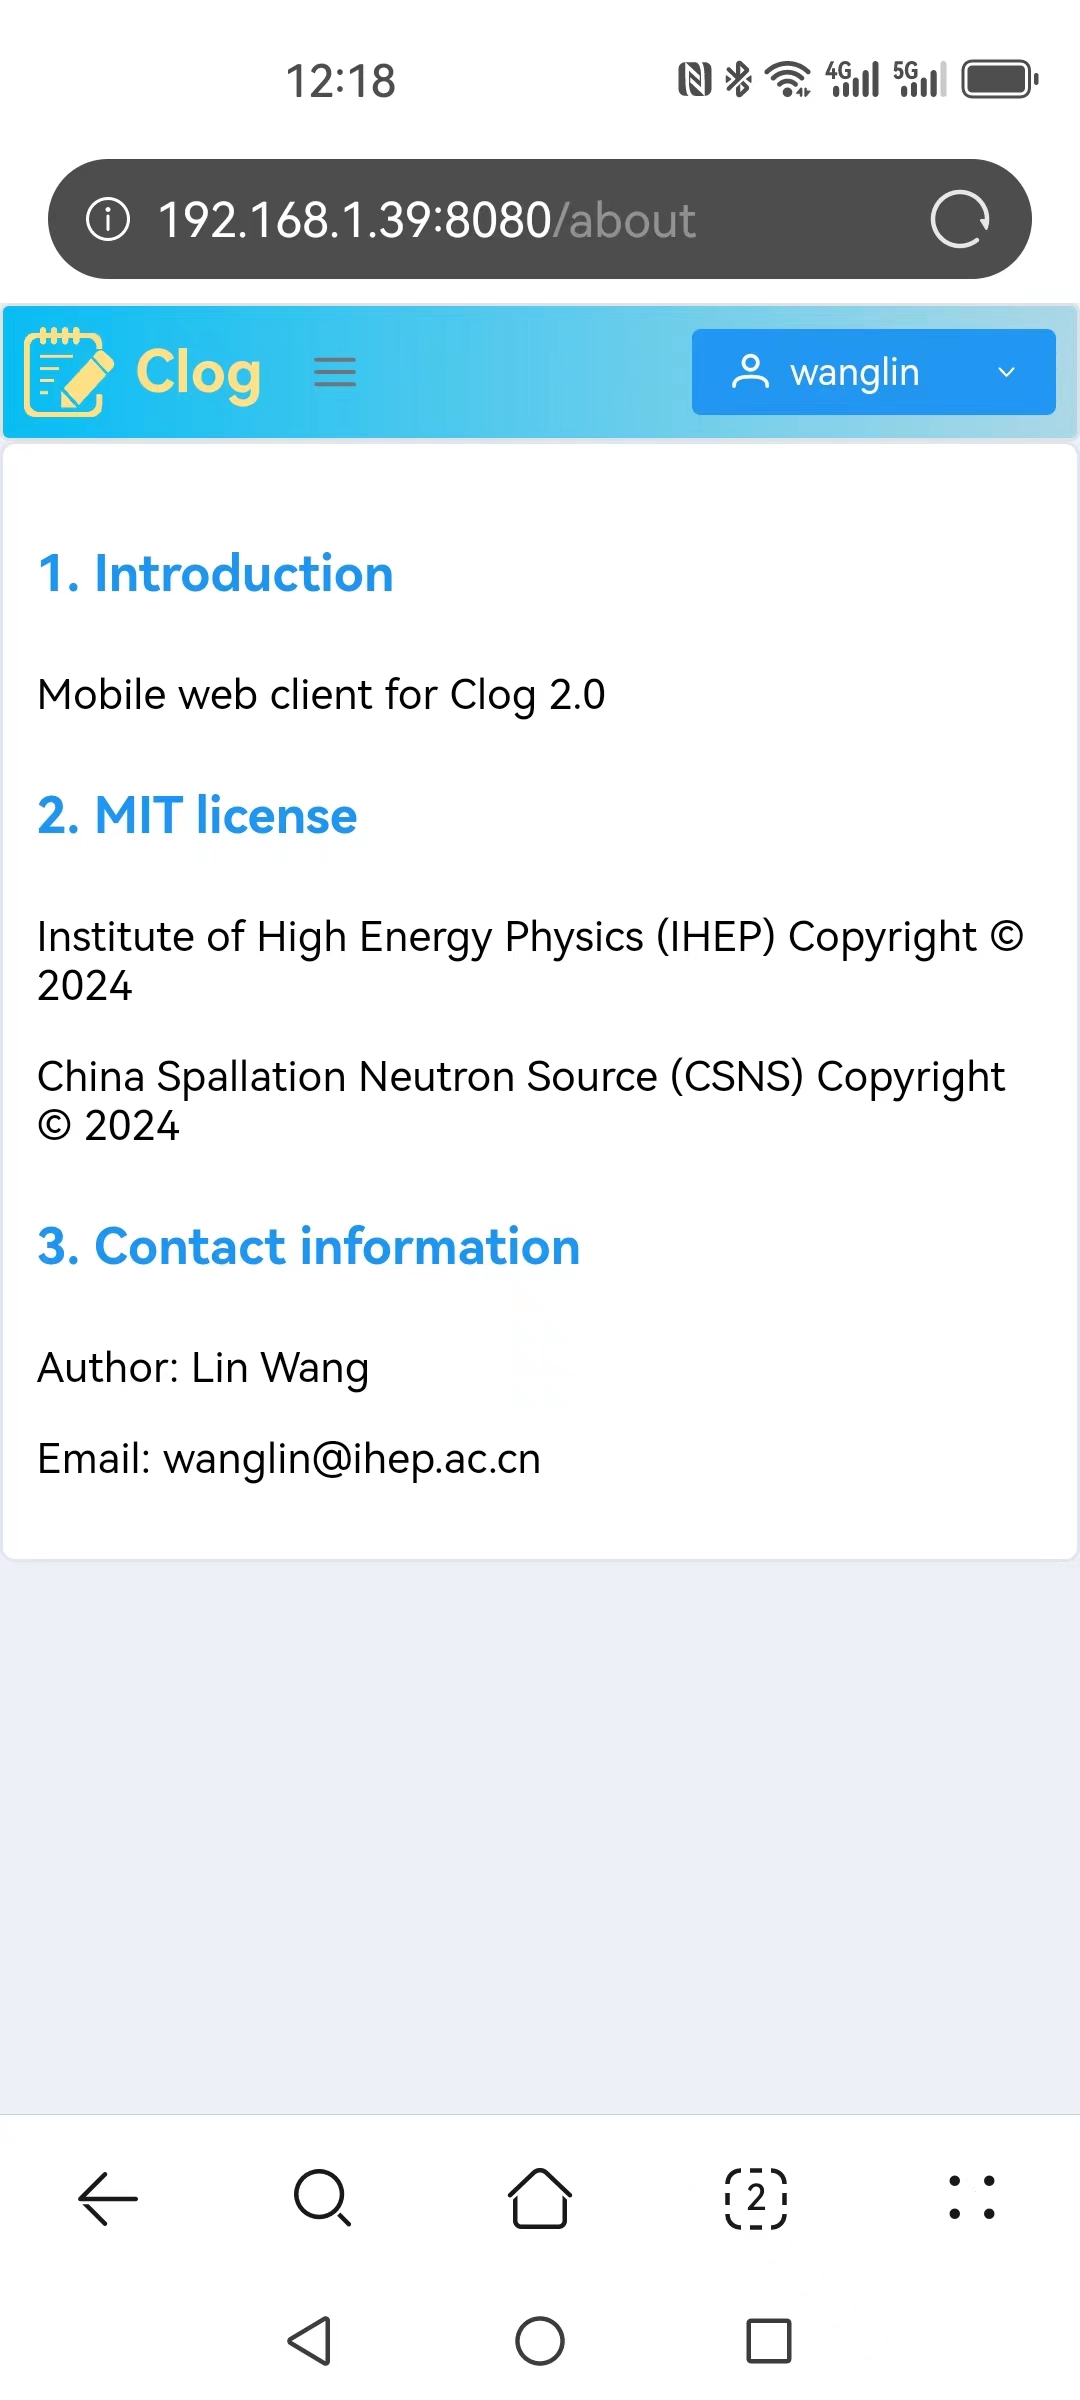 12:18
4G 5G
192.168.1.39:8080/about
Clog
wanglin
1. Introduction
Mobile web client for Clog 2.0
2. MIT license
Institute of High Energy Physics (IHEP) Copyright ©
2024
China Spallation Neutron Source (CSNS) Copyright
© 2024
3. Contact information
Author: Lin Wang
Email: wanglin@ihep.ac.cn
2